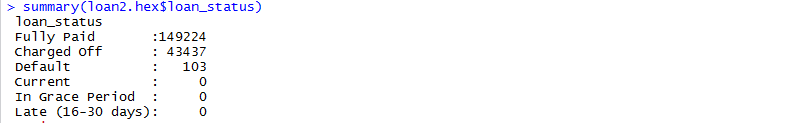 > summary(loan2.hex$loan_status)
loan_status
Fully Paid        :149224
Charged Off       : 43437
Default           :   103
Current           :     0
In Grace Period   :     0
Late (16-30 days):     0